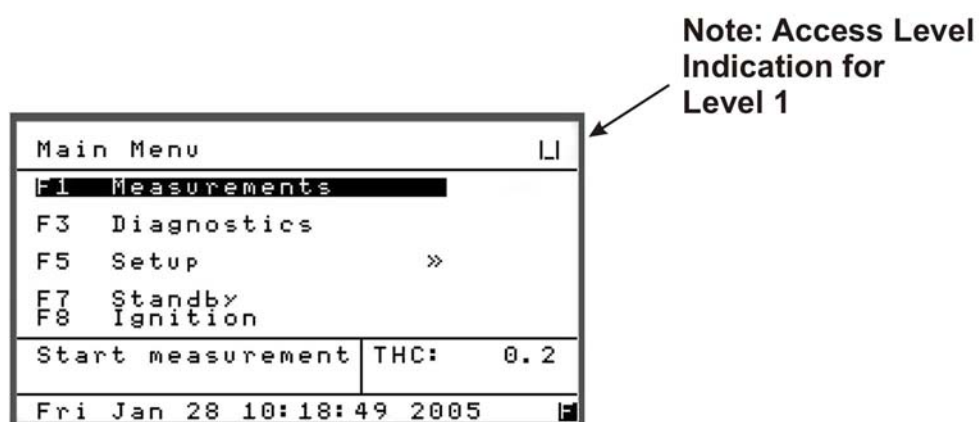 Note: Access Level
Indication for
Level 1
Main Menu
F1 Measurements
F3 Diagnostics
F5 Setup »
F7 Standby
F8 Ignition
Start measurement THC: 0.2
Fri Jan 28 10:18:49 2005 F